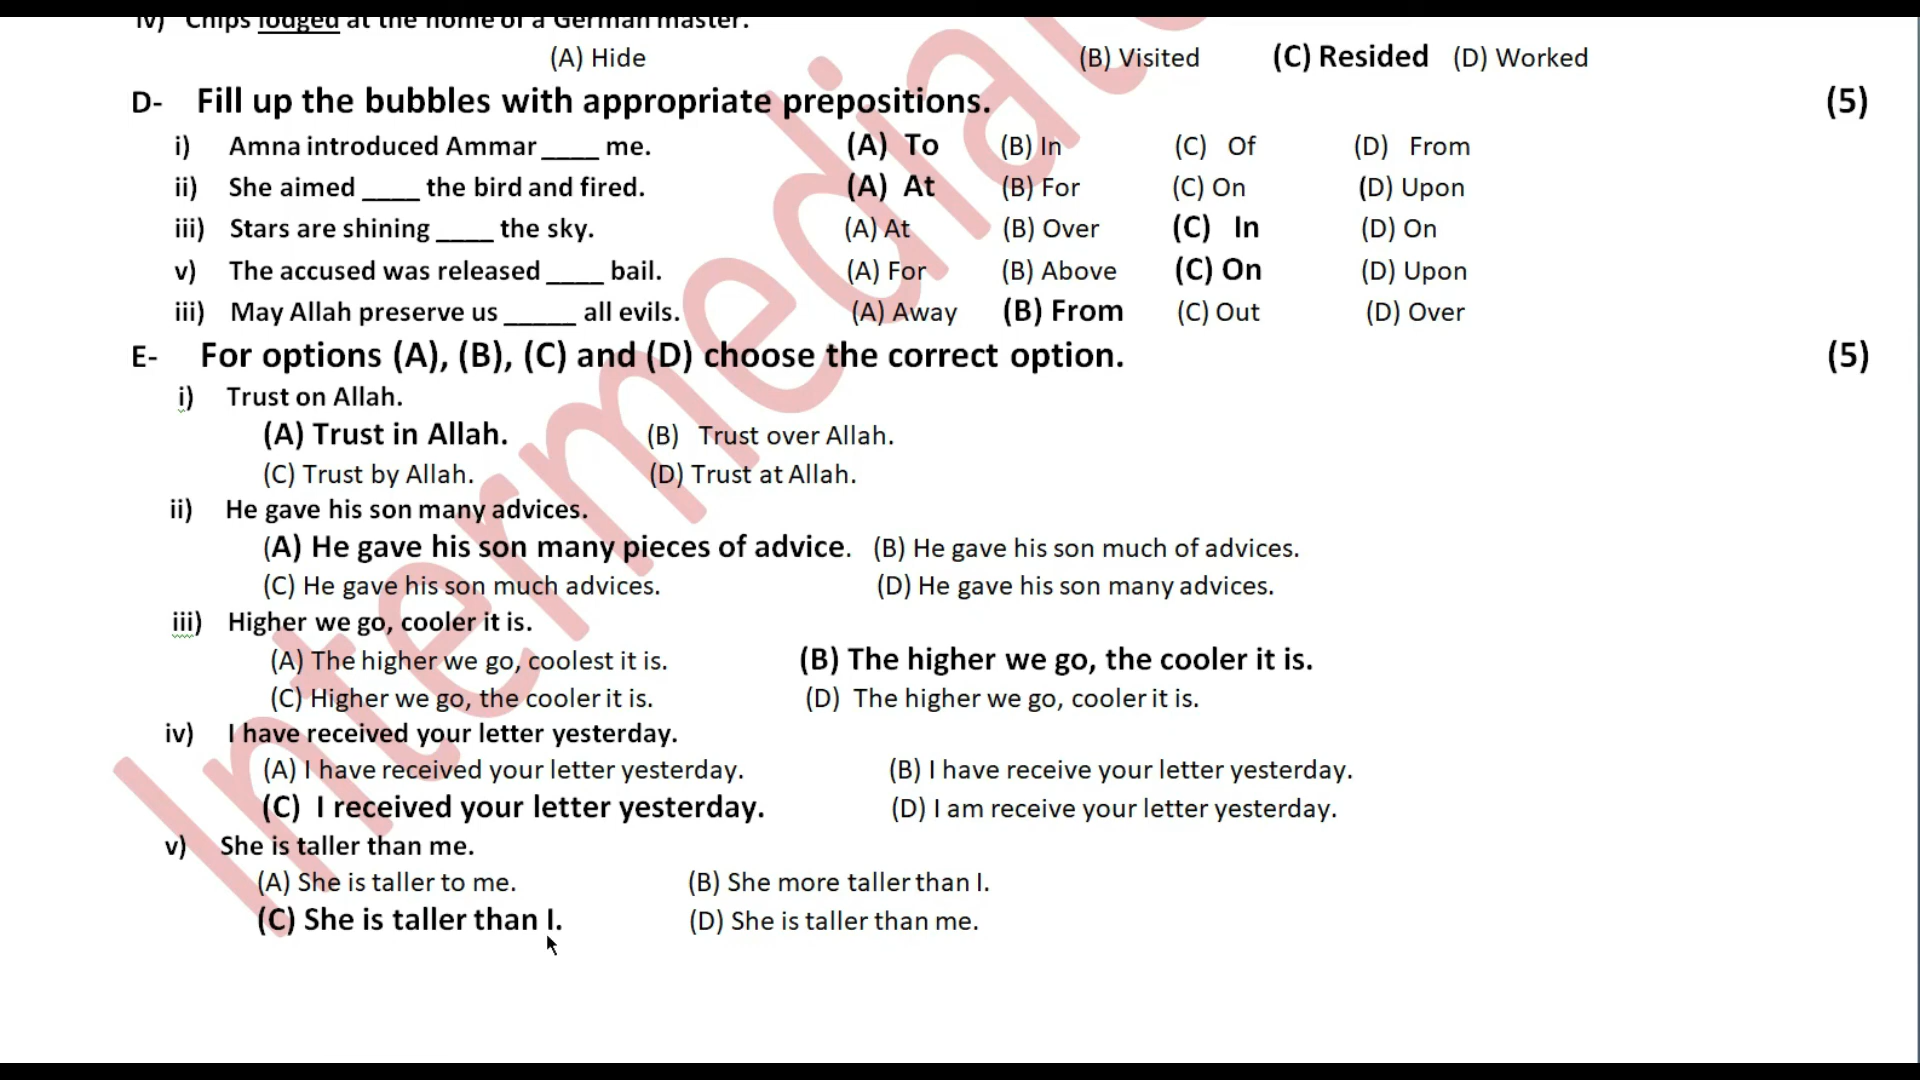 iv) Chips lodged at the home of a German master.
(A) Hide (B) Visited (C) Resided (D) Worked
D- Fill up the bubbles with appropriate prepositions. (5)
i) Amna introduced Ammar ____ me. (A) To (B) In (C) Of (D) From
ii) She aimed ____ the bird and fired. (A) At (B) For (C) On (D) Upon
iii) Stars are shining ____ the sky. (A) At (B) Over (C) In (D) On
v) The accused was released ____ bail. (A) For (B) Above (C) On (D) Upon
iii) May Allah preserve us _____ all evils. (A) Away (B) From (C) Out (D) Over
E- For options (A), (B), (C) and (D) choose the correct option. (5)
i) Trust on Allah.
(A) Trust in Allah. (B) Trust over Allah.
(C) Trust by Allah. (D) Trust at Allah.
ii) He gave his son many advices.
(A) He gave his son many pieces of advice. (B) He gave his son much of advices.
(C) He gave his son much advices. (D) He gave his son many advices.
iii) Higher we go, cooler it is.
(A) The higher we go, coolest it is. (B) The higher we go, the cooler it is.
(C) Higher we go, the cooler it is. (D) The higher we go, cooler it is.
iv) I have received your letter yesterday.
(A) I have received your letter yesterday. (B) I have receive your letter yesterday.
(C) I received your letter yesterday. (D) I am receive your letter yesterday.
v) She is taller than me.
(A) She is taller to me. (B) She more taller than I.
(C) She is taller than I. (D) She is taller than me.